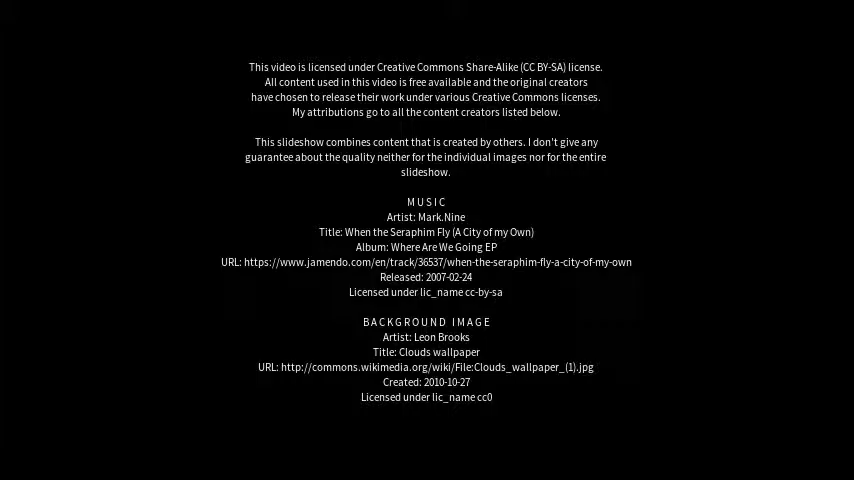 This video is licensed under Creative Commons Share-Alike (CC BY-SA) license.
All content used in this video is free available and the original creators
have chosen to release their work under various Creative Commons licenses.
My attributions go to all the content creators listed below.
This slideshow combines content that is created by others. I don't give any
guarantee about the quality neither for the individual images nor for the entire
slideshow.
M U S I C
Artist: Mark.Nine
Title: When the Seraphim Fly (A City of my Own)
Album: Where Are We Going EP
URL: https://www.jamendo.com/en/track/36537/when-the-seraphim-fly-a-city-of-my-own
Released: 2007-02-24
Licensed under lic_name cc-by-sa
B A C K G R O U N D   I M A G E
Artist: Leon Brooks
Title: Clouds wallpaper
URL: http://commons.wikimedia.org/wiki/File:Clouds_wallpaper_(1).jpg
Created: 2010-10-27
Licensed under lic_name cc0